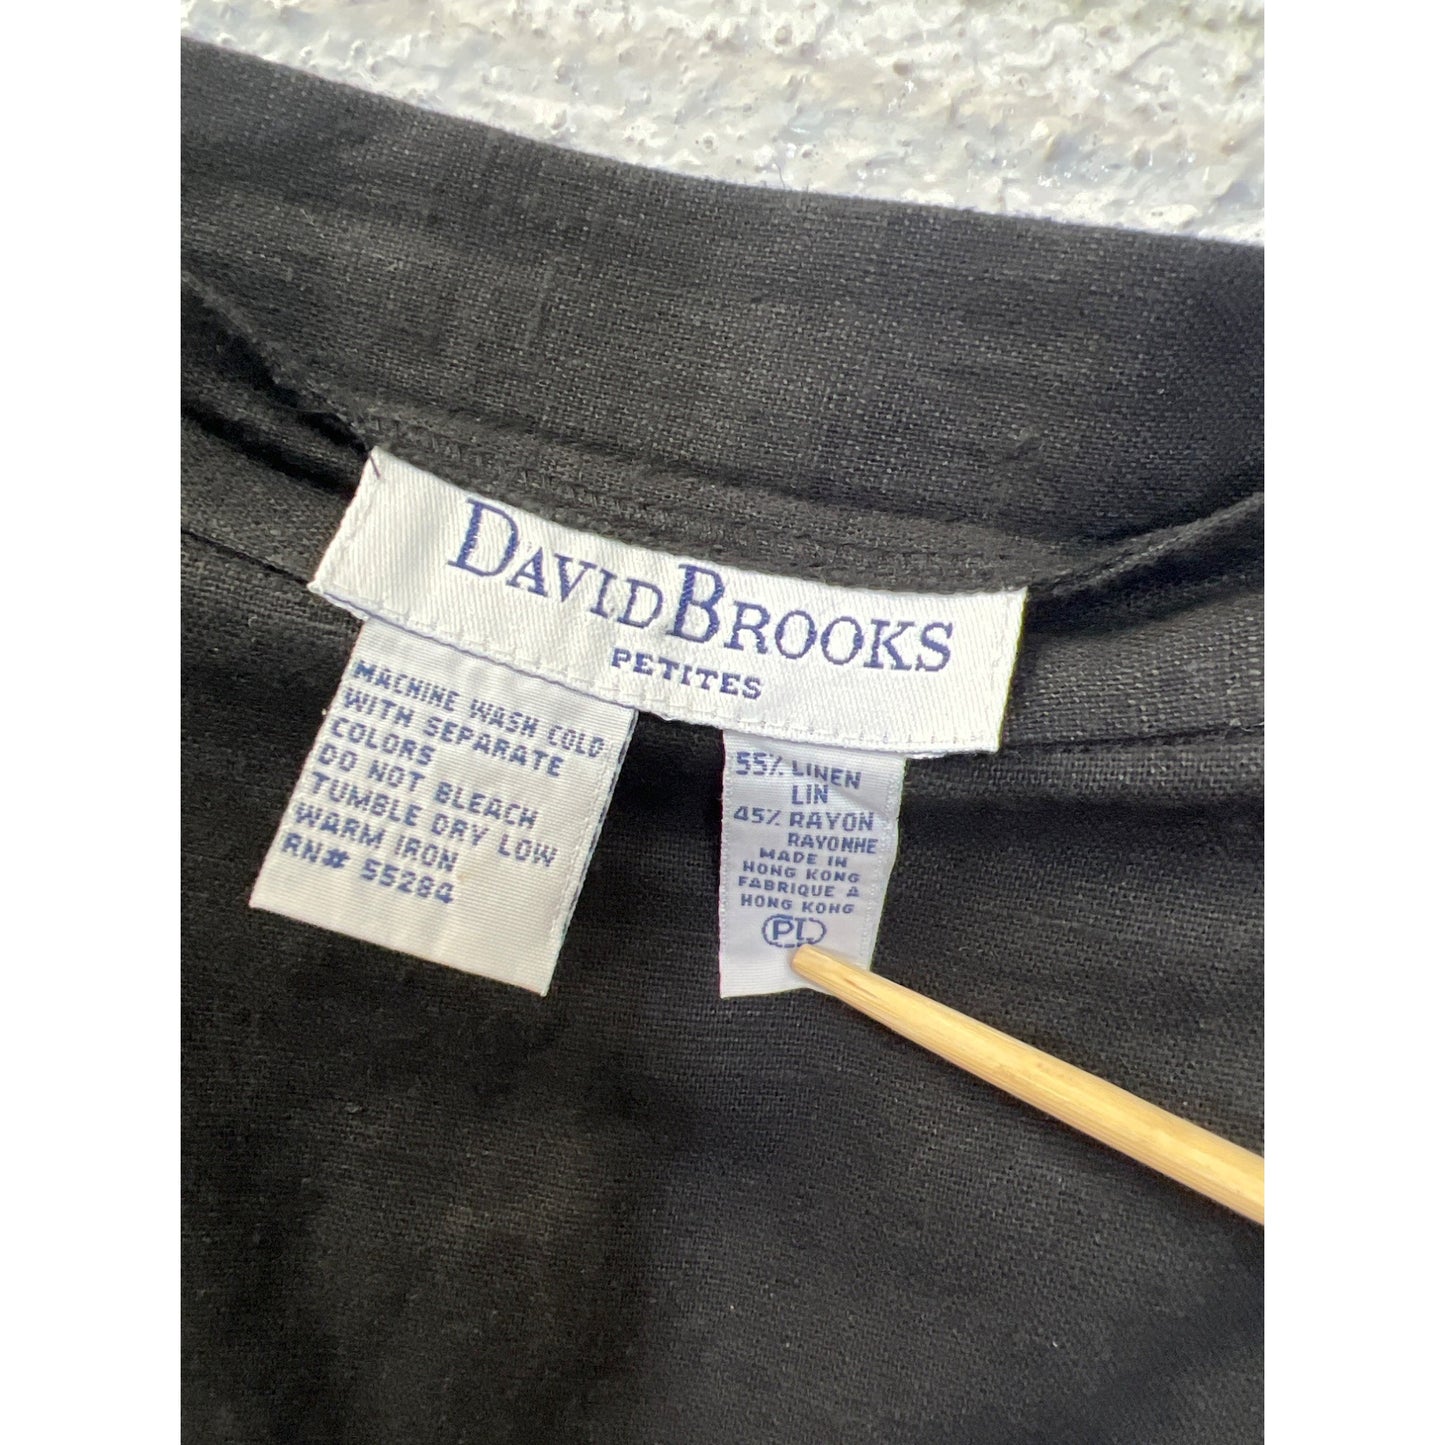 DAVID BROOKS
PETITES
MACHINE WASH COLD
WITH SEPARATE
COLORS
DO NOT BLEACH
TUMBLE DRY LOW
WARM IRON
RN# 55284
55% LINEN
LIN
45% RAYON
RAYONNE
MADE IN
HONG KONG
FABRIQUE A
HONG KONG
PL